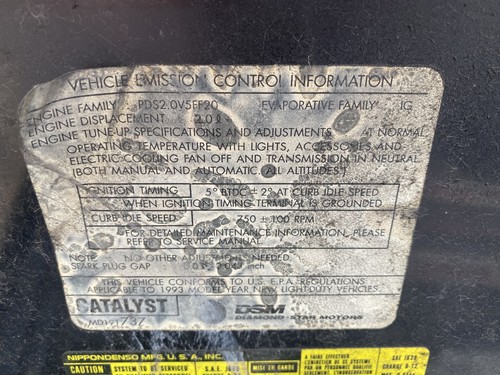 VEHICLE EMISSION CONTROL INFORMATION
ENGINE FAMILY : PDS2.0V5FF20 EVAPORATIVE FAMILY : IG
ENGINE DISPLACEMENT : 2.0 ℓ
ENGINE TUNE-UP SPECIFICATIONS AND ADJUSTMENTS AT NORMAL
OPERATING TEMPERATURE WITH LIGHTS, ACCESSORIES AND
ELECTRIC COOLING FAN OFF AND TRANSMISSION IN NEUTRAL
(BOTH MANUAL AND AUTOMATIC, ALL ALTITUDES)
IGNITION TIMING 5° BTDC ± 2° AT CURB IDLE SPEED
WHEN IGNITION TIMING TERMINAL IS GROUNDED
CURB IDLE SPEED 750 ± 100 RPM
FOR DETAILED MAINTENANCE INFORMATION, PLEASE
REFER TO SERVICE MANUAL.
NOTE: NO OTHER ADJUSTMENTS NEEDED.
SPARK PLUG GAP inch
THIS VEHICLE CONFORMS TO U.S. E.P.A. REGULATIONS
APPLICABLE TO 1993 MODEL YEAR NEW LIGHT-DUTY VEHICLES.
CATALYST DSM
DIAMOND-STAR MOTORS
NIPPONDENSO MFG. U. S. A., INC.
CAUTION S.A.E. MISE EN GARDE